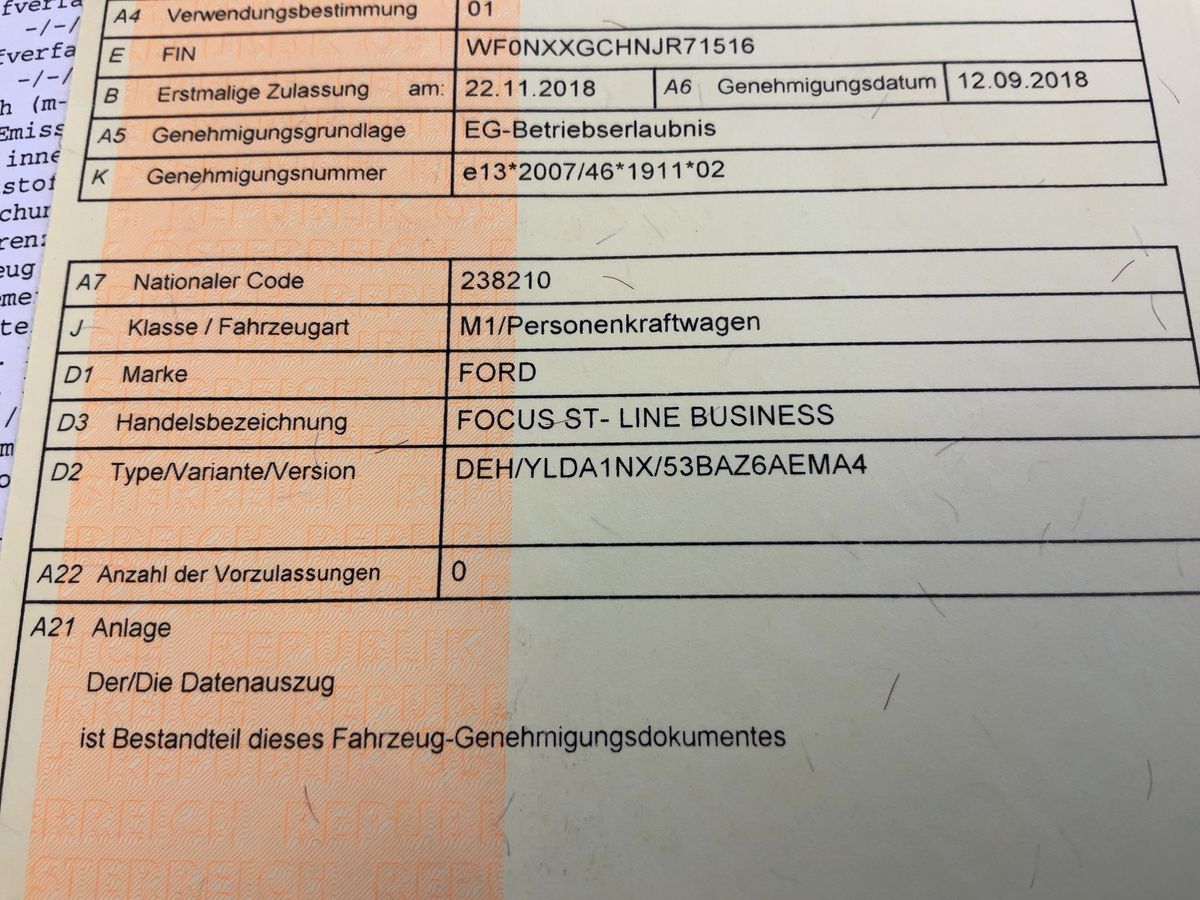 A4 Verwendungsbestimmung 01
E FIN WF0NXXGCHNJR71516
B Erstmalige Zulassung am: 22.11.2018 A6 Genehmigungsdatum 12.09.2018
A5 Genehmigungsgrundlage EG-Betriebserlaubnis
K Genehmigungsnummer e13*2007/46*1911*02
A7 Nationaler Code 238210
J Klasse / Fahrzeugart M1/Personenkraftwagen
D1 Marke FORD
D3 Handelsbezeichnung FOCUS ST- LINE BUSINESS
D2 Type/Variante/Version DEH/YLDA1NX/53BAZ6AEMA4
A22 Anzahl der Vorzulassungen 0
A21 Anlage
Der/Die Datenauszug
ist Bestandteil dieses Fahrzeug-Genehmigungsdokumentes